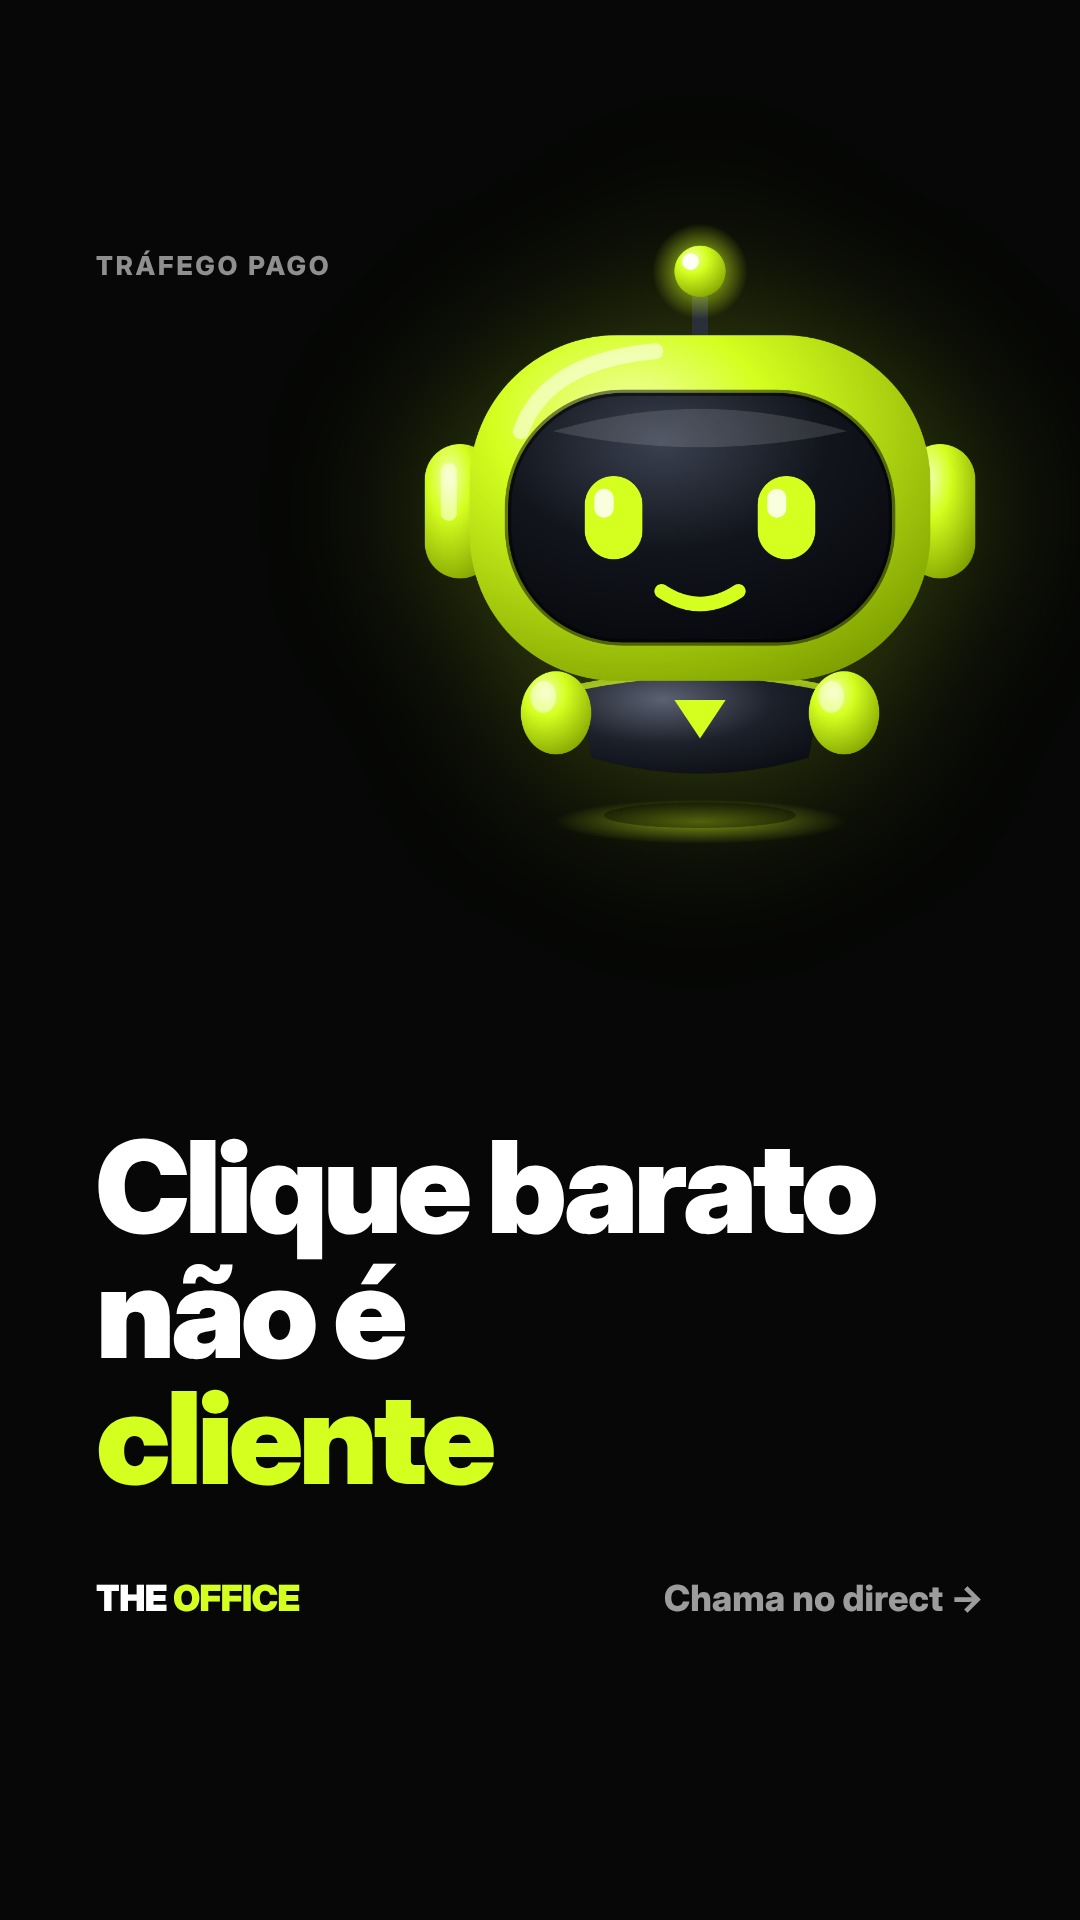 TRÁFEGO PAGO
Clique barato
não é
cliente
THE OFFICE
Chama no direct →